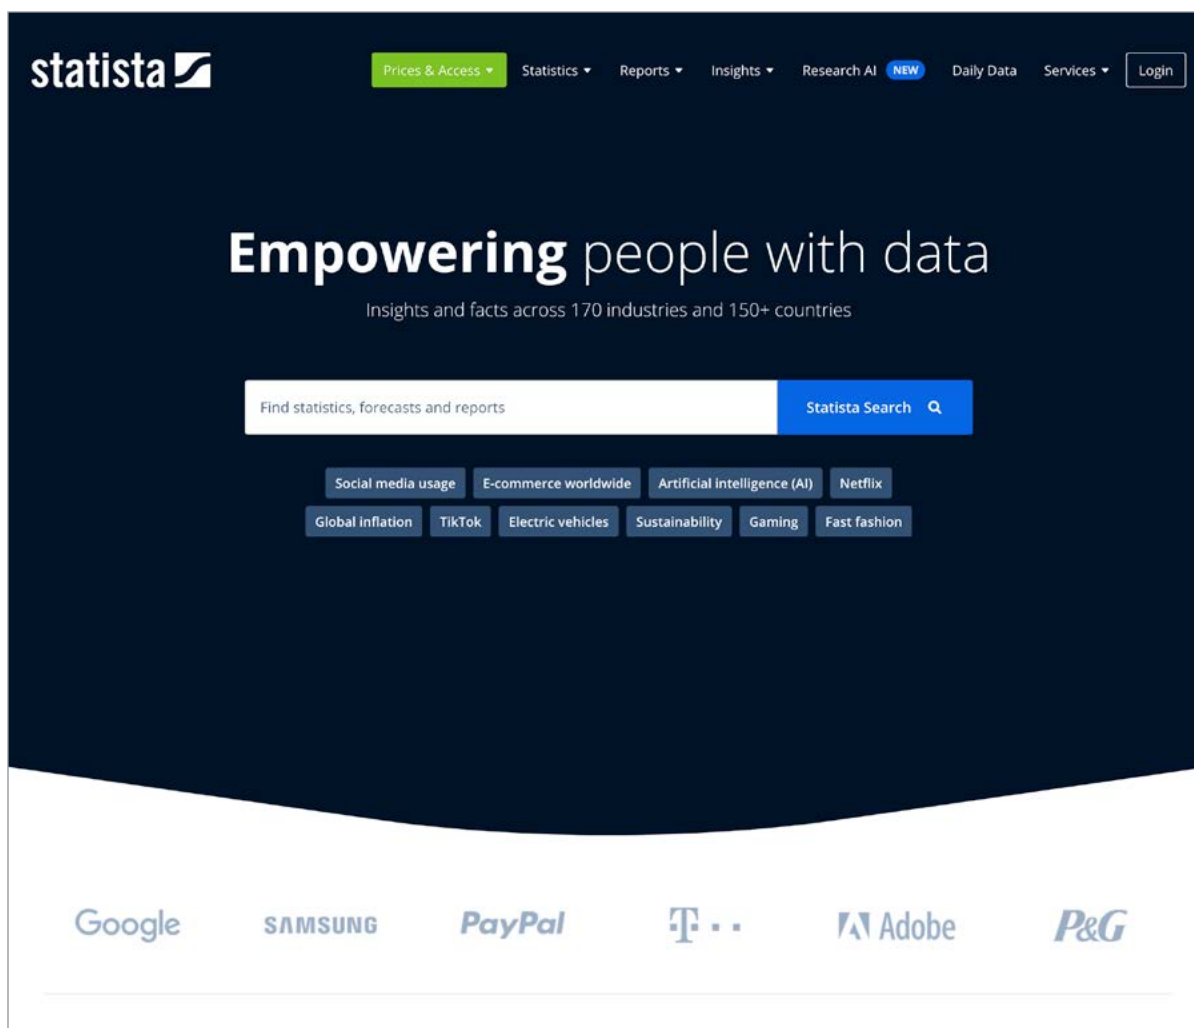 statista
Prices & Access Statistics Reports Insights Research AI NEW Daily Data Services Login
Empowering people with data
Insights and facts across 170 industries and 150+ countries
Find statistics, forecasts and reports Statista Search
Social media usage E-commerce worldwide Artificial intelligence (AI) Netflix
Global inflation TikTok Electric vehicles Sustainability Gaming Fast fashion
Google SAMSUNG PayPal T Adobe P&G